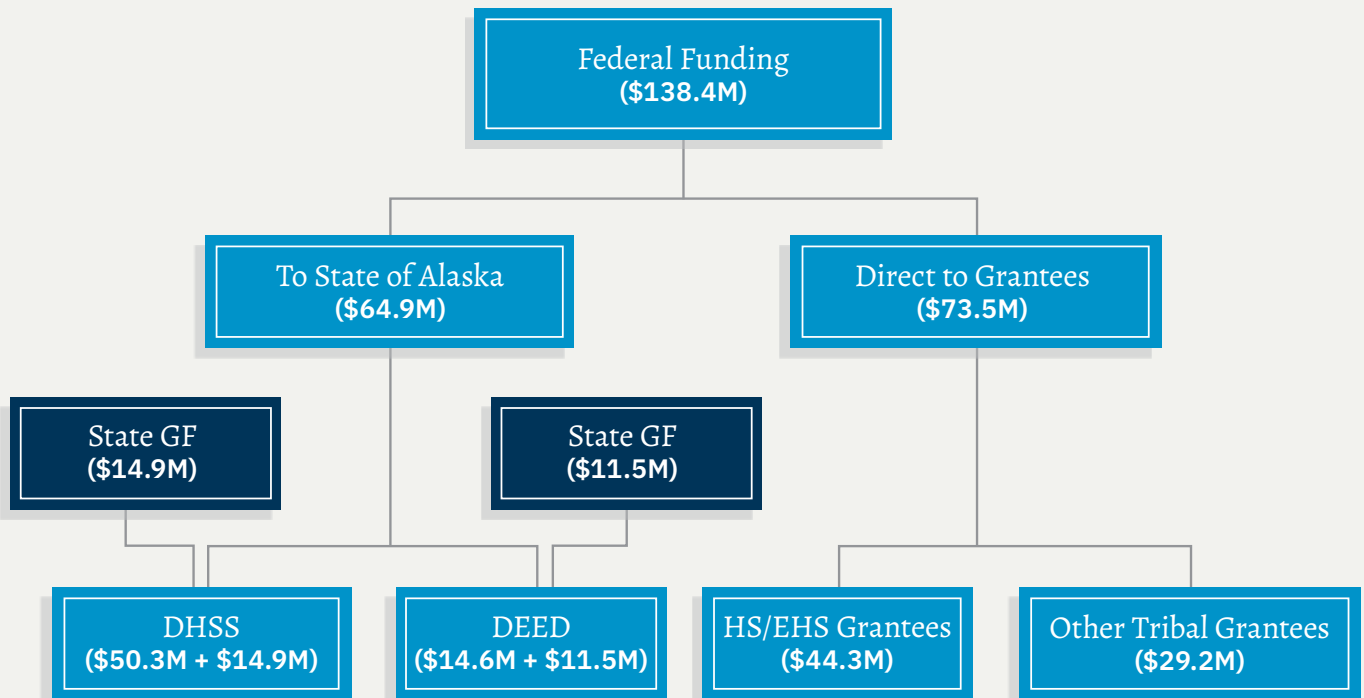 Federal Funding
($138.4M)
To State of Alaska
($64.9M)
Direct to Grantees
($73.5M)
State GF
($14.9M)
State GF
($11.5M)
DHSS
($50.3M + $14.9M)
DEED
($14.6M + $11.5M)
HS/EHS Grantees
($44.3M)
Other Tribal Grantees
($29.2M)